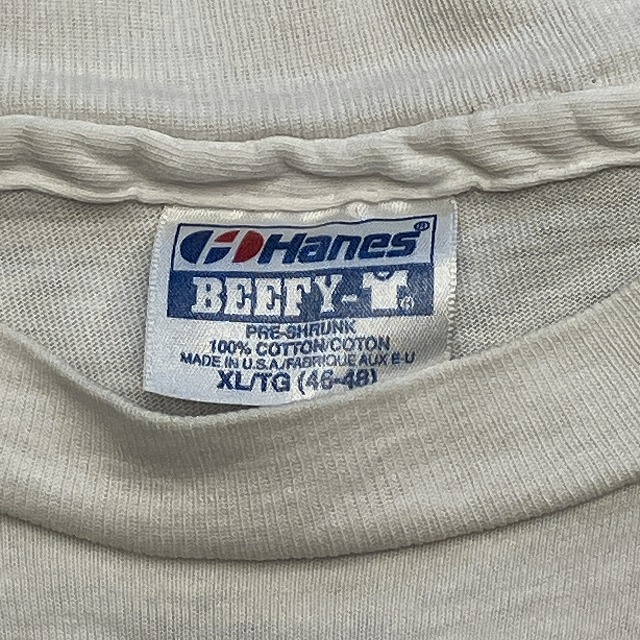 Hanes®
BEEFY-T®
PRE-SHRUNK
100% COTTON/COTON
MADE IN U.S.A./FABRIQUE AUX E-U
XL/TG (46-48)